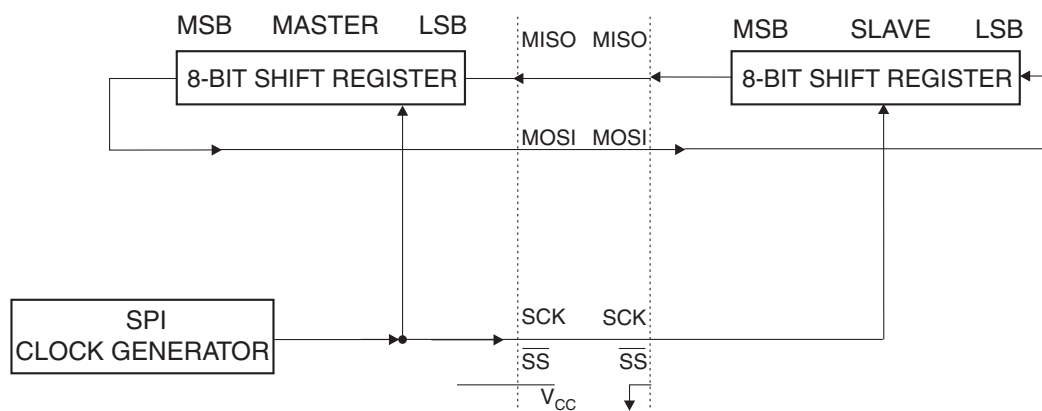 MSB MASTER LSB
8-BIT SHIFT REGISTER
MISO MISO
MSB SLAVE LSB
8-BIT SHIFT REGISTER
MOSI MOSI
SPI
CLOCK GENERATOR
SCK SCK
SS SS
VCC